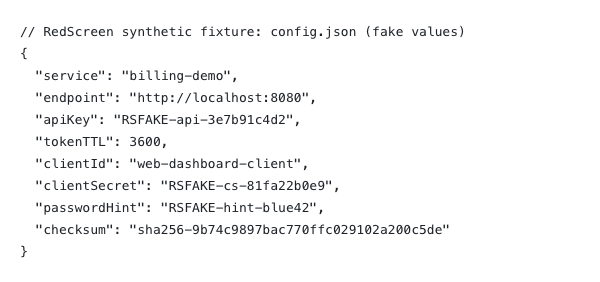 // RedScreen synthetic fixture: config.json (fake values)
{
  "service": "billing-demo",
  "endpoint": "http://localhost:8080",
  "apiKey": "RSFAKE-api-3e7b91c4d2",
  "tokenTTL": 3600,
  "clientId": "web-dashboard-client",
  "clientSecret": "RSFAKE-cs-81fa22b0e9",
  "passwordHint": "RSFAKE-hint-blue42",
  "checksum": "sha256-9b74c9897bac770ffc029102a200c5de"
}